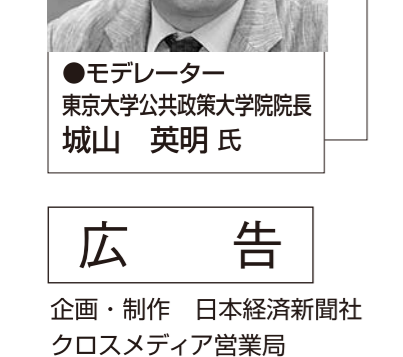 ●モデレーター
東京大学公共政策大学院院長
城山　英明 氏
広　告
企画・制作　日本経済新聞社
クロスメディア営業局